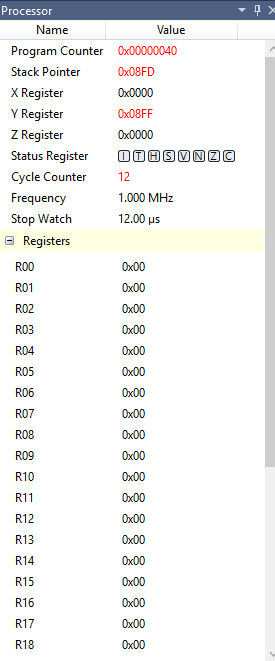 Processor
Name Value
Program Counter 0x00000040
Stack Pointer 0x08FD
X Register 0x0000
Y Register 0x08FF
Z Register 0x0000
Status Register I T H S V N Z C
Cycle Counter 12
Frequency 1.000 MHz
Stop Watch 12.00 µs
Registers
R00 0x00
R01 0x00
R02 0x00
R03 0x00
R04 0x00
R05 0x00
R06 0x00
R07 0x00
R08 0x00
R09 0x00
R10 0x00
R11 0x00
R12 0x00
R13 0x00
R14 0x00
R15 0x00
R16 0x00
R17 0x00
R18 0x00